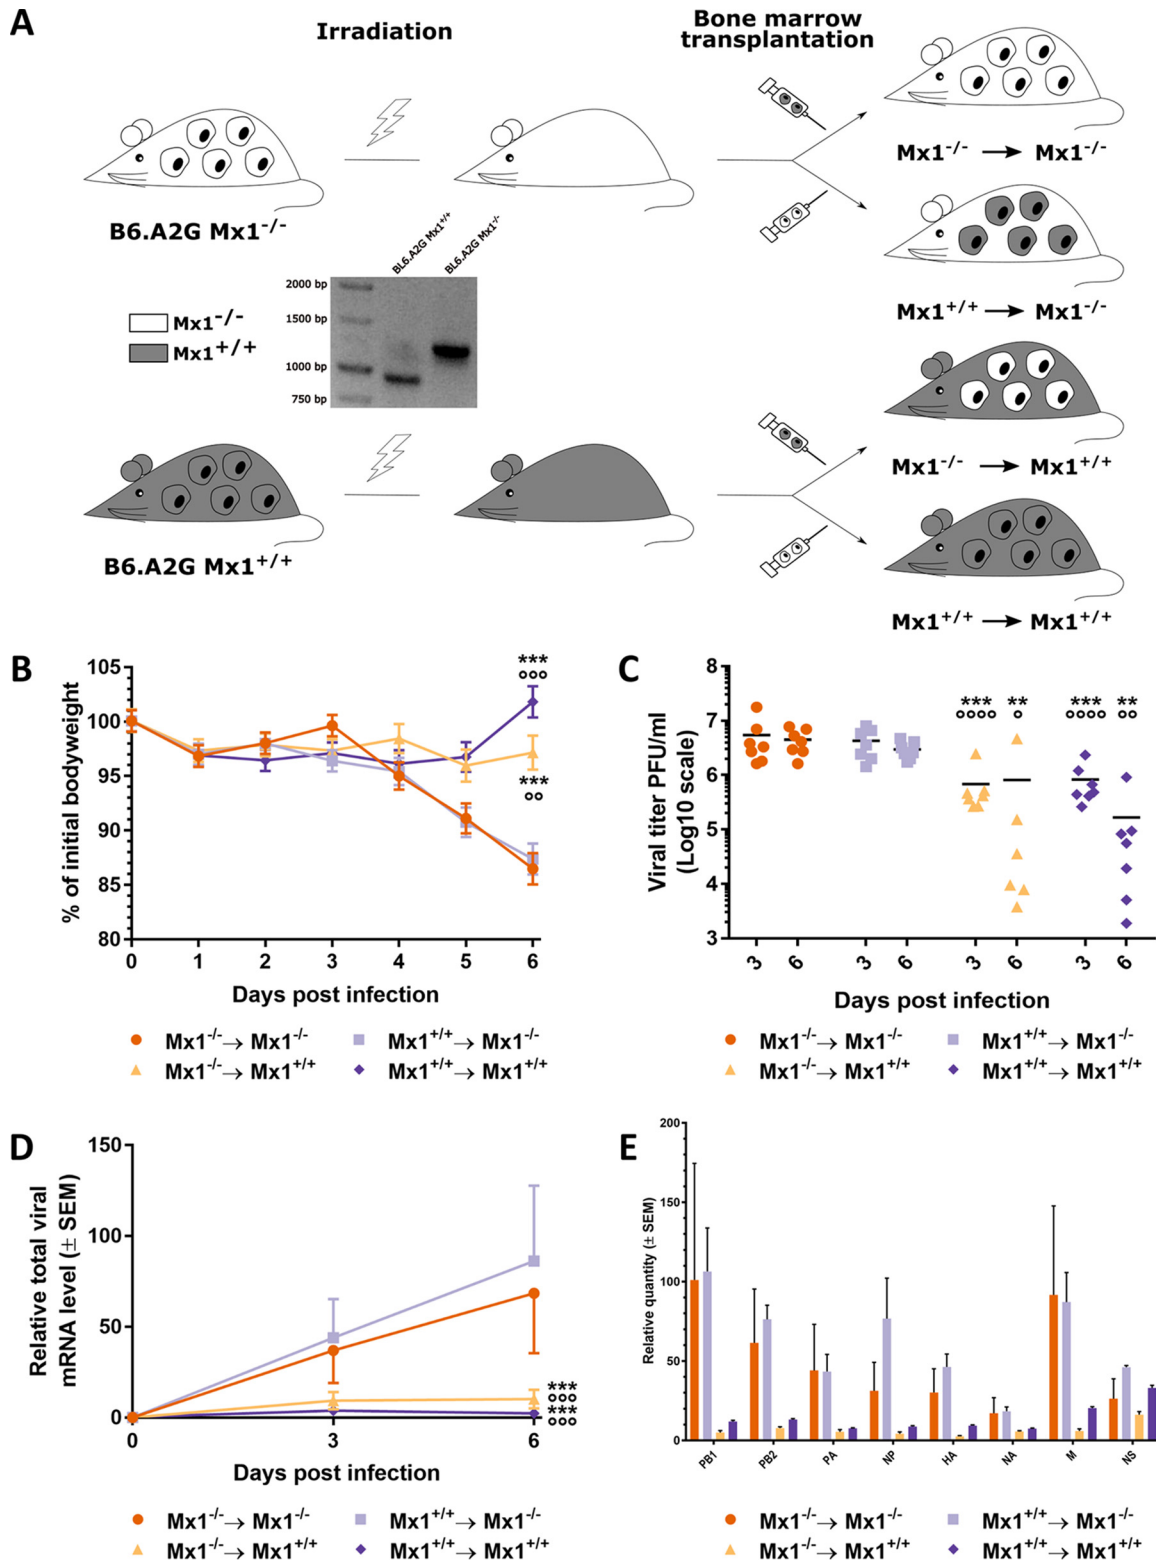 A
Irradiation
Bone marrow
transplantation
Mx1-/- → Mx1-/-
B6.A2G Mx1-/-
BL6.A2G Mx1+/+
BL6.A2G Mx1-/-
Mx1+/+ → Mx1-/-
2000 bp
1500 bp
1000 bp
750 bp
Mx1-/-
Mx1+/+
Mx1-/- → Mx1+/+
B6.A2G Mx1+/+
Mx1+/+ → Mx1+/+
B
% of initial bodyweight
105
100
95
90
85
80
***
°°°
***
°°
0 1 2 3 4 5 6
Days post infection
Mx1-/- → Mx1-/-
Mx1+/+ → Mx1-/-
Mx1-/- → Mx1+/+
Mx1+/+ → Mx1+/+
C
Viral titer PFU/ml
(Log10 scale)
8
7
6
5
4
3
**** ** **** **
°°°° ° °°°° °°
3 6 3 6 3 6 3 6
Days post infection
Mx1-/- → Mx1-/-
Mx1+/+ → Mx1-/-
Mx1-/- → Mx1+/+
Mx1+/+ → Mx1+/+
D
Relative total viral
mRNA level (± SEM)
150
100
50
0
***
°°°
***
°°°
0 3 6
Days post infection
Mx1-/- → Mx1-/-
Mx1+/+ → Mx1-/-
Mx1-/- → Mx1+/+
Mx1+/+ → Mx1+/+
E
Relative quantity (± SEM)
200
150
100
50
0
PB1 PB2 PA NP HA NA M NS
Mx1-/- → Mx1-/-
Mx1+/+ → Mx1-/-
Mx1-/- → Mx1+/+
Mx1+/+ → Mx1+/+